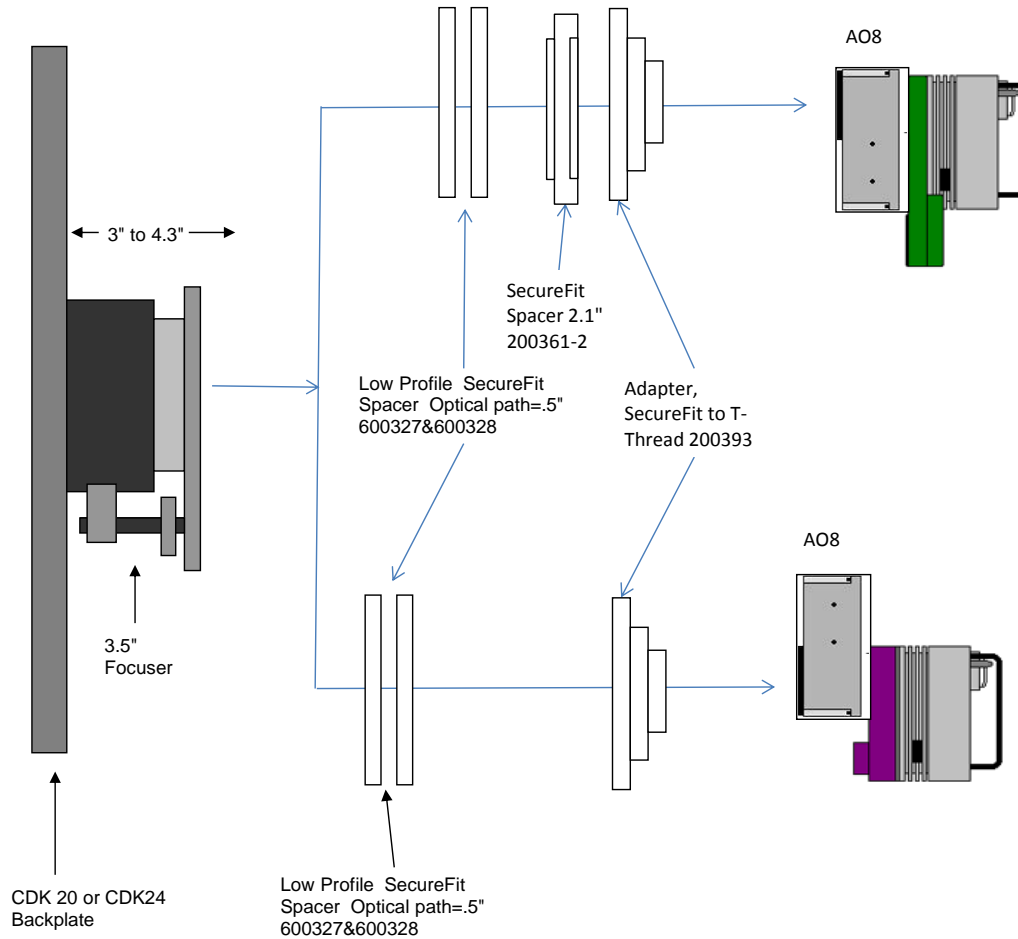 AO8
3" to 4.3"
SecureFit
Spacer 2.1"
200361-2
Low Profile  SecureFit
Spacer  Optical path=.5"
600327&600328
Adapter,
SecureFit to T-
Thread 200393
AO8
3.5"
Focuser
CDK 20 or CDK24
Backplate
Low Profile  SecureFit
Spacer  Optical path=.5"
600327&600328